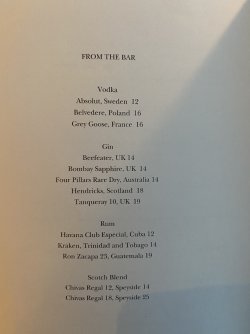 FROM THE BAR
Vodka
Absolut, Sweden 12
Belvedere, Poland 16
Grey Goose, France 16
Gin
Beefeater, UK 14
Bombay Sapphire, UK 14
Four Pillars Rare Dry, Australia 14
Hendricks, Scotland 18
Tanqueray 10, UK 19
Rum
Havana Club Especial, Cuba 12
Kraken, Trinidad and Tobago 14
Ron Zacapa 23, Guatemala 19
Scotch Blend
Chivas Regal 12, Speyside 14
Chivas Regal 18, Speyside 25